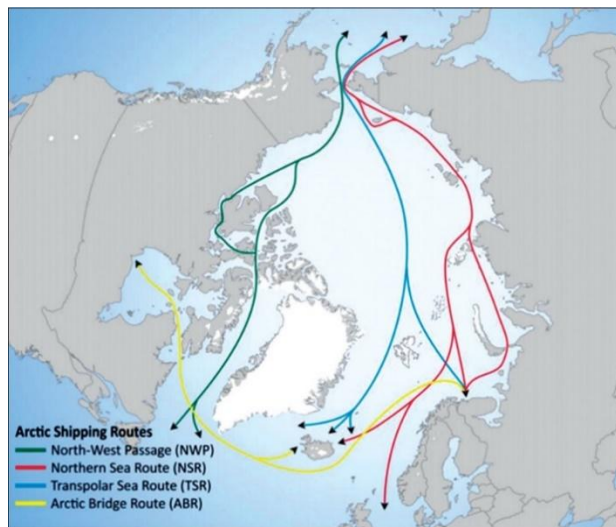 Arctic Shipping Routes
North-West Passage (NWP)
Northern Sea Route (NSR)
Transpolar Sea Route (TSR)
Arctic Bridge Route (ABR)